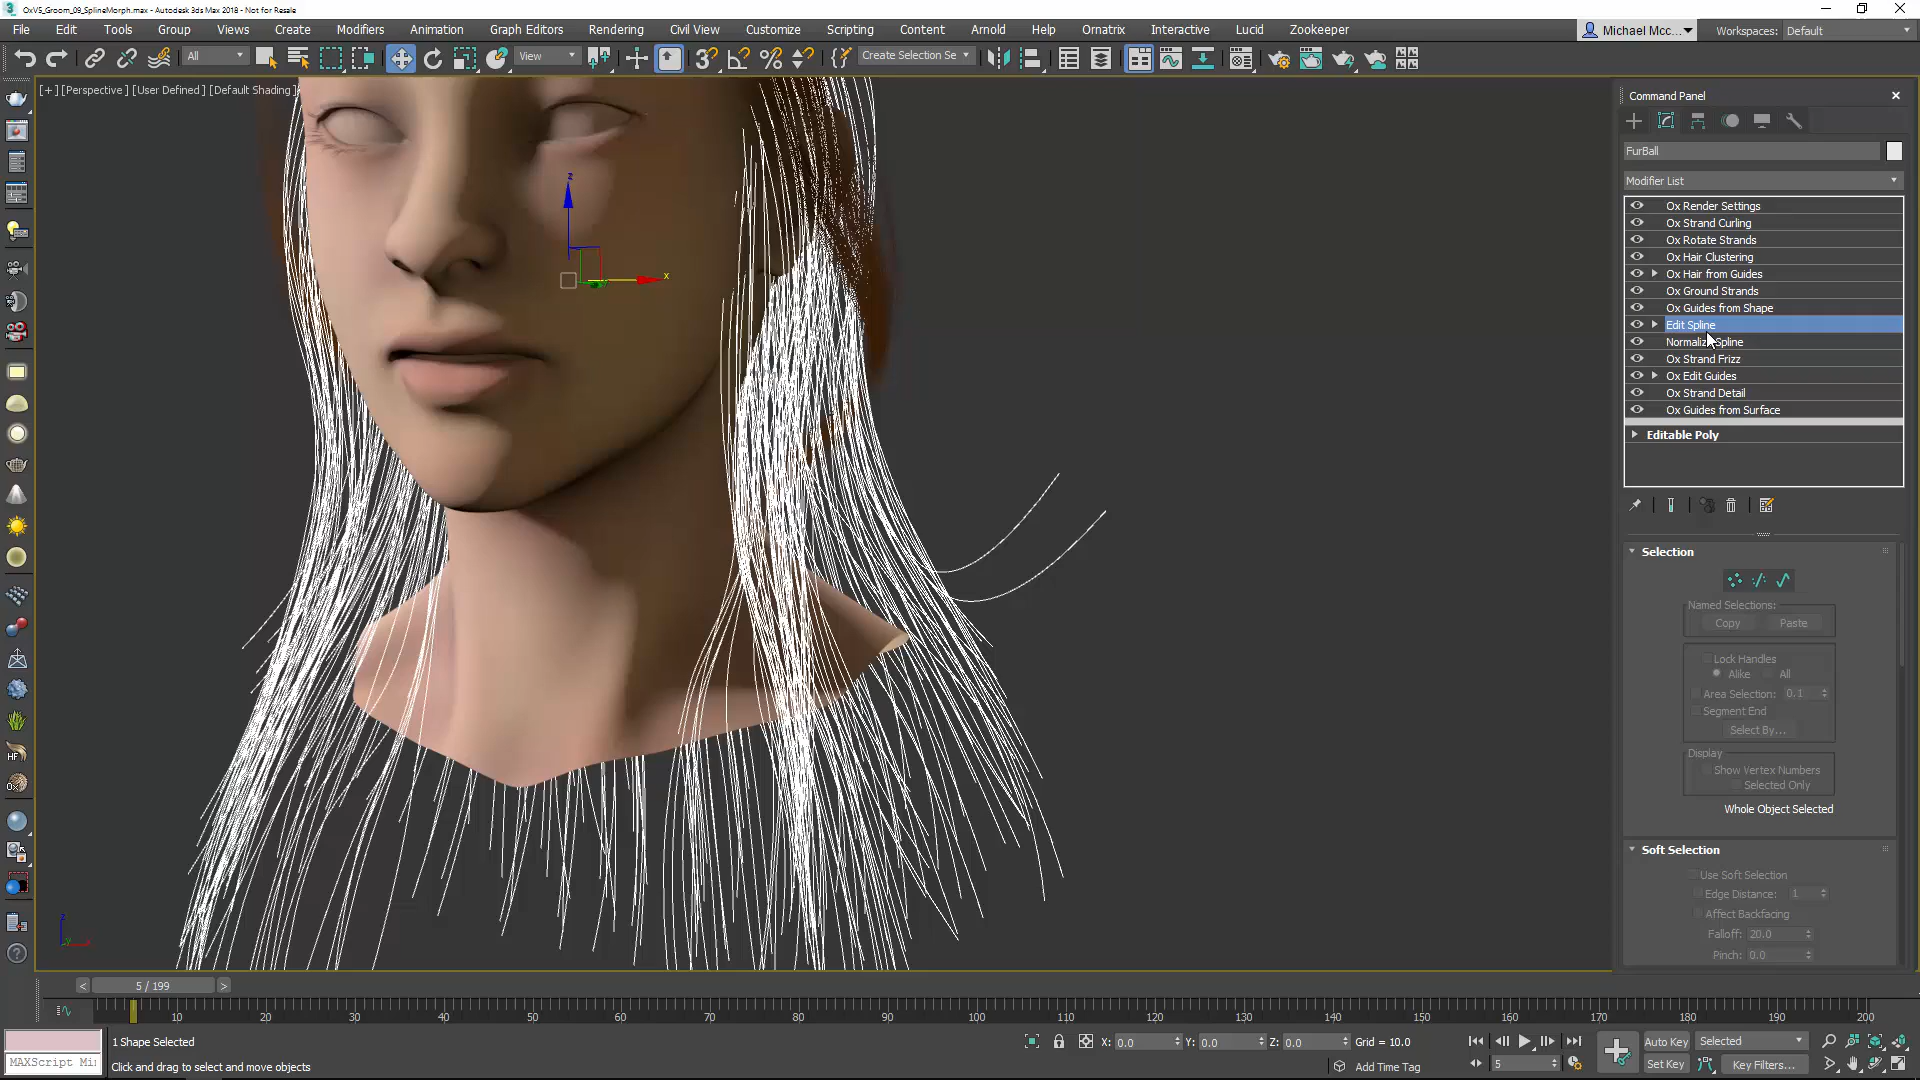 OxV5_Groom_09_SplineMorph.max - Autodesk 3ds Max 2018 - Not for Resale
File Edit Tools Group Views Create Modifiers Animation Graph Editors Rendering Civil View Customize Scripting Content Arnold Help Ornatrix Interactive Lucid Zookeeper
Michael Mcc... Workspaces: Default
All View Create Selection Se
[+] [Perspective] [User Defined] [Default Shading]
Command Panel
FurBall
Modifier List
Ox Render Settings
Ox Strand Curling
Ox Rotate Strands
Ox Hair Clustering
Ox Hair from Guides
Ox Ground Strands
Ox Guides from Shape
Edit Spline
Ox Strand Frizz
Ox Edit Guides
Ox Strand Detail
Ox Guides from Surface
Editable Poly
Selection
Named Selections:
Copy Paste
Lock Handles
Alike All
Area Selection: 0.1
Segment End
Select By...
Display
Show Vertex Numbers
Selected Only
Whole Object Selected
Soft Selection
Use Soft Selection
Edge Distance: 1
Affect Backfacing
Falloff: 20.0
Pinch: 0.0
z
x
HF
OX
z
< 5 / 199 >
10 20 30 40 50 60 70 80 90 100 110 120 130 140 150 160 170 180 190 200
1 Shape Selected
X: 0.0 Y: 0.0 Z: 0.0 Grid = 10.0
Auto Key Selected
MAXScript Mi
Click and drag to select and move objects
Add Time Tag
5
Set Key Key Filters...